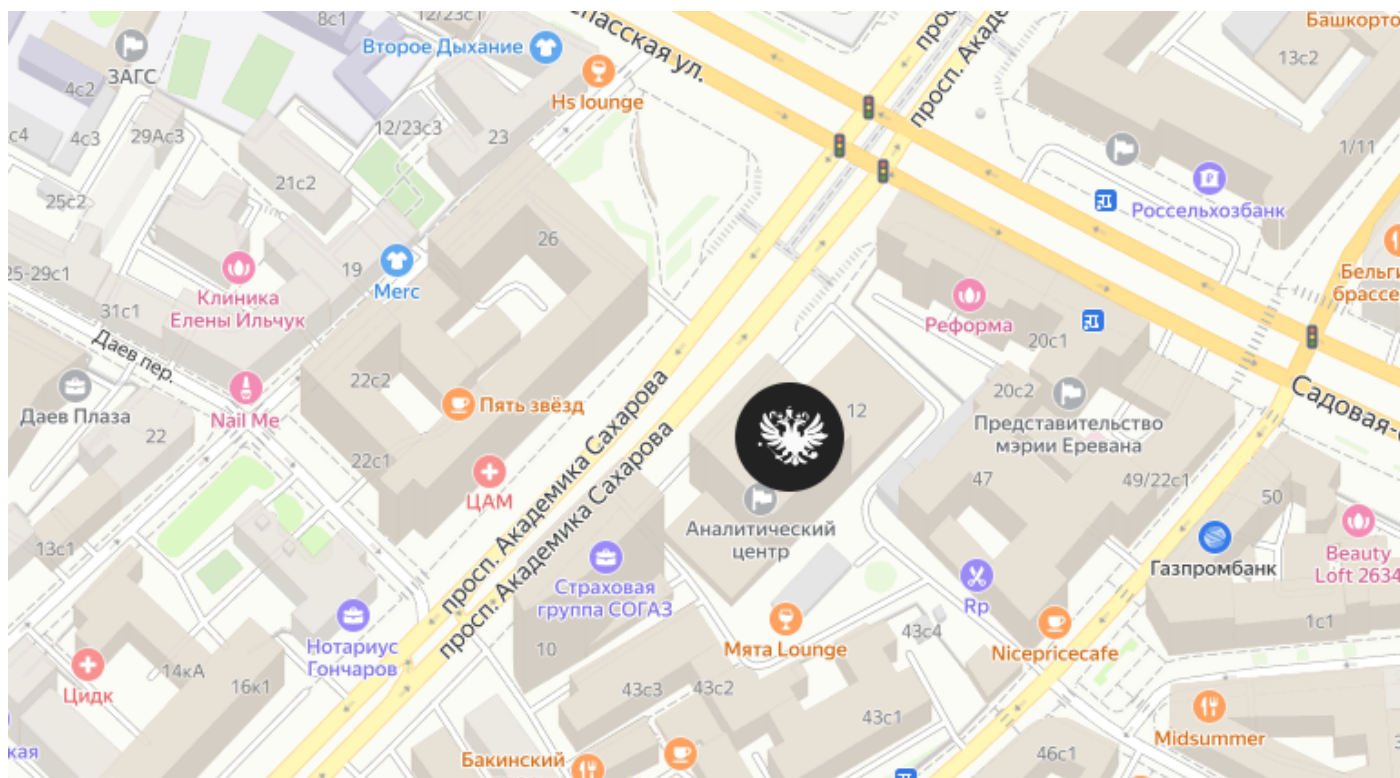 8с1
12/23с1
пасская ул.
просп.
просп. Акаде
Башкорто
13с2
Второе Дыхание
ЗАГС
4с2
Hs lounge
с4
4с3
29Ас3
12/23с3
23
1/11
25с2
21с2
Россельхозбанк
26
25-29с1
19
Merc
Клиника
Елены Ильчук
Бельги
брассе
31с1
Реформа
20с1
Даев пер.
22с2
20с2
Садовая-
Даев Плаза
Nail Me
Пять звёзд
просп. Академика Сахарова
просп. Академика Сахарова
12
Представительство
мэрии Еревана
22
22с1
ЦАМ
47
49/22с1
50
Аналитический
центр
13с1
Газпромбанк
Beauty
Loft 2634
Страховая
группа СОГАЗ
Rp
Нотариус
Гончаров
10
Мята Lounge
43с4
Nicepricecafe
1с1
Цидк
14кА
16к1
43с3
43с2
43с1
кая
Бакинский
Midsummer
46с1